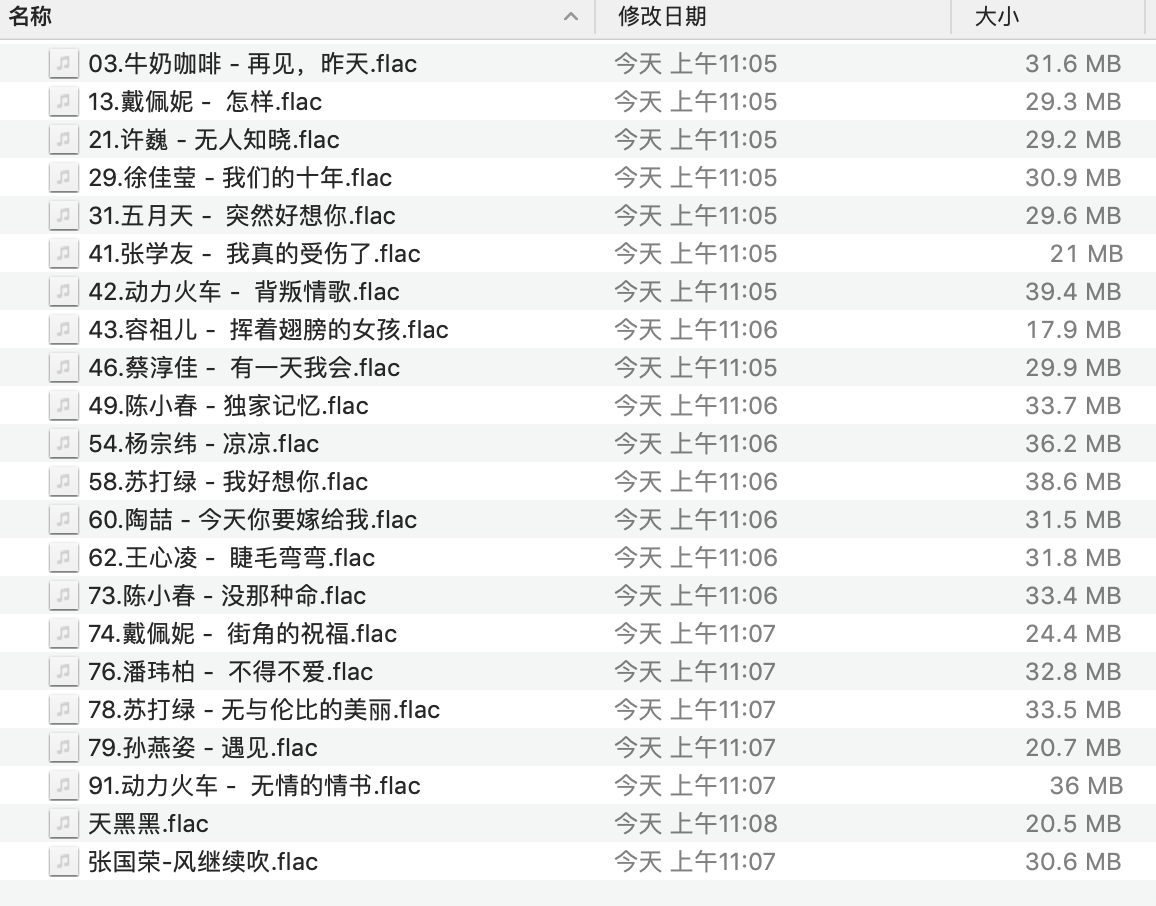 名称 修改日期 大小
03.牛奶咖啡 - 再见，昨天.flac 今天 上午11:05 31.6 MB
13.戴佩妮 -  怎样.flac 今天 上午11:05 29.3 MB
21.许巍 - 无人知晓.flac 今天 上午11:05 29.2 MB
29.徐佳莹 - 我们的十年.flac 今天 上午11:05 30.9 MB
31.五月天 -  突然好想你.flac 今天 上午11:05 29.6 MB
41.张学友 -  我真的受伤了.flac 今天 上午11:05 21 MB
42.动力火车 -  背叛情歌.flac 今天 上午11:05 39.4 MB
43.容祖儿 -  挥着翅膀的女孩.flac 今天 上午11:06 17.9 MB
46.蔡淳佳 -  有一天我会.flac 今天 上午11:05 29.9 MB
49.陈小春 - 独家记忆.flac 今天 上午11:06 33.7 MB
54.杨宗纬 - 凉凉.flac 今天 上午11:06 36.2 MB
58.苏打绿 - 我好想你.flac 今天 上午11:06 38.6 MB
60.陶喆 - 今天你要嫁给我.flac 今天 上午11:06 31.5 MB
62.王心凌 -  睫毛弯弯.flac 今天 上午11:06 31.8 MB
73.陈小春 - 没那种命.flac 今天 上午11:06 33.4 MB
74.戴佩妮 -  街角的祝福.flac 今天 上午11:07 24.4 MB
76.潘玮柏 -  不得不爱.flac 今天 上午11:07 32.8 MB
78.苏打绿 - 无与伦比的美丽.flac 今天 上午11:07 33.5 MB
79.孙燕姿 - 遇见.flac 今天 上午11:07 20.7 MB
91.动力火车 -  无情的情书.flac 今天 上午11:07 36 MB
天黑黑.flac 今天 上午11:08 20.5 MB
张国荣-风继续吹.flac 今天 上午11:07 30.6 MB